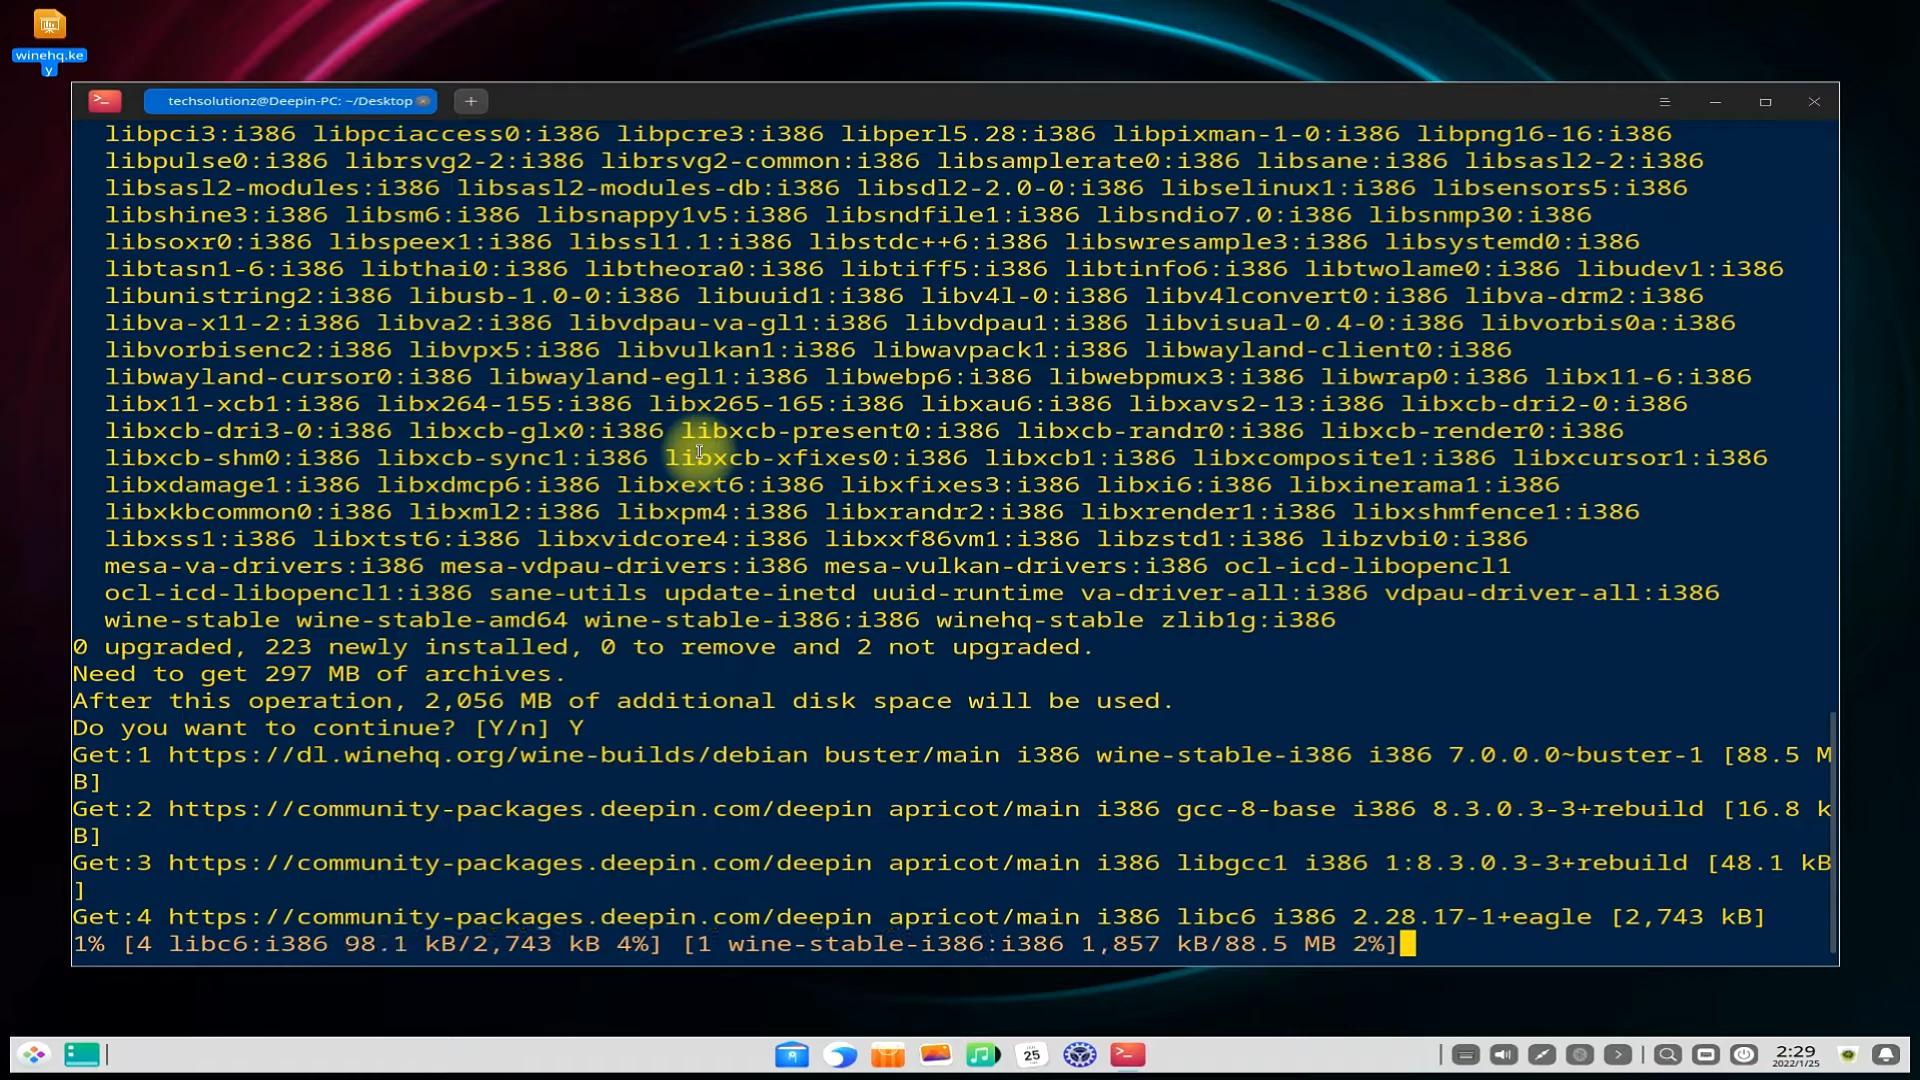 winehq.ke
y
techsolutionz@Deepin-PC: ~/Desktop
libpci3:i386 libpciaccess0:i386 libpcre3:i386 libperl5.28:i386 libpixman-1-0:i386 libpng16-16:i386
libpulse0:i386 librsvg2-2:i386 librsvg2-common:i386 libsamplerate0:i386 libsane:i386 libsasl2-2:i386
libsasl2-modules:i386 libsasl2-modules-db:i386 libsdl2-2.0-0:i386 libselinux1:i386 libsensors5:i386
libshine3:i386 libsm6:i386 libsnappy1v5:i386 libsndfile1:i386 libsndio7.0:i386 libsnmp30:i386
libsoxr0:i386 libspeex1:i386 libssl1.1:i386 libstdc++6:i386 libswresample3:i386 libsystemd0:i386
libtasn1-6:i386 libthai0:i386 libtheora0:i386 libtiff5:i386 libtinfo6:i386 libtwolame0:i386 libudev1:i386
libunistring2:i386 libusb-1.0-0:i386 libuuid1:i386 libv4l-0:i386 libv4lconvert0:i386 libva-drm2:i386
libva-x11-2:i386 libva2:i386 libvdpau-va-gl1:i386 libvdpau1:i386 libvisual-0.4-0:i386 libvorbis0a:i386
libvorbisenc2:i386 libvpx5:i386 libvulkan1:i386 libwavpack1:i386 libwayland-client0:i386
libwayland-cursor0:i386 libwayland-egl1:i386 libwebp6:i386 libwebpmux3:i386 libwrap0:i386 libx11-6:i386
libx11-xcb1:i386 libx264-155:i386 libx265-165:i386 libxau6:i386 libxavs2-13:i386 libxcb-dri2-0:i386
libxcb-dri3-0:i386 libxcb-glx0:i386 libxcb-present0:i386 libxcb-randr0:i386 libxcb-render0:i386
libxcb-shm0:i386 libxcb-sync1:i386 libxcb-xfixes0:i386 libxcb1:i386 libxcomposite1:i386 libxcursor1:i386
libxdamage1:i386 libxdmcp6:i386 libxext6:i386 libxfixes3:i386 libxi6:i386 libxinerama1:i386
libxkbcommon0:i386 libxml2:i386 libxpm4:i386 libxrandr2:i386 libxrender1:i386 libxshmfence1:i386
libxss1:i386 libxtst6:i386 libxvidcore4:i386 libxxf86vm1:i386 libzstd1:i386 libzvbi0:i386
mesa-va-drivers:i386 mesa-vdpau-drivers:i386 mesa-vulkan-drivers:i386 ocl-icd-libopencl1
ocl-icd-libopencl1:i386 sane-utils update-inetd uuid-runtime va-driver-all:i386 vdpau-driver-all:i386
wine-stable wine-stable-amd64 wine-stable-i386:i386 winehq-stable zlib1g:i386
0 upgraded, 223 newly installed, 0 to remove and 2 not upgraded.
Need to get 297 MB of archives.
After this operation, 2,056 MB of additional disk space will be used.
Do you want to continue? [Y/n] Y
Get:1 https://dl.winehq.org/wine-builds/debian buster/main i386 wine-stable-i386 i386 7.0.0.0~buster-1 [88.5 M
B]
Get:2 https://community-packages.deepin.com/deepin apricot/main i386 gcc-8-base i386 8.3.0.3-3+rebuild [16.8 k
B]
Get:3 https://community-packages.deepin.com/deepin apricot/main i386 libgcc1 i386 1:8.3.0.3-3+rebuild [48.1 kB
]
Get:4 https://community-packages.deepin.com/deepin apricot/main i386 libc6 i386 2.28.17-1+eagle [2,743 kB]
1% [4 libc6:i386 98.1 kB/2,743 kB 4%] [1 wine-stable-i386:i386 1,857 kB/88.5 MB 2%]
25
2:29
2022/1/25